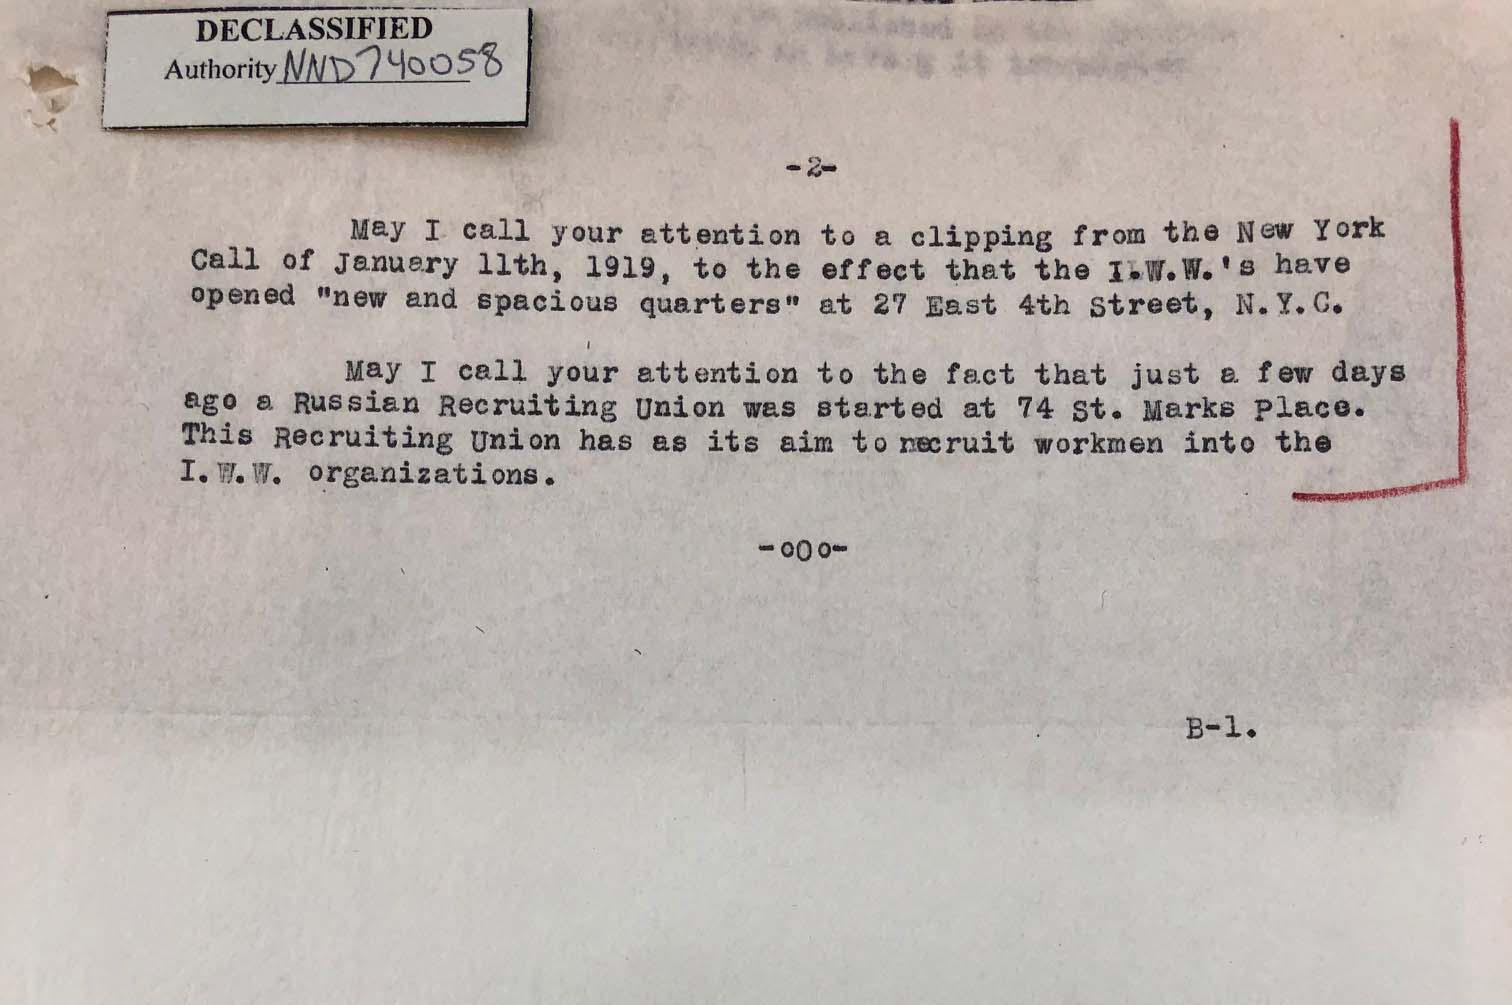 DECLASSIFIED
Authority NND740058
-2-
May I call your attention to a clipping from the New York
Call of January 11th, 1919, to the effect that the I.W.W.'s have
opened "new and spacious quarters" at 27 East 4th Street, N.Y.C.
May I call your attention to the fact that just a few days
ago a Russian Recruiting Union was started at 74 St. Marks Place.
This Recruiting Union has as its aim to recruit workmen into the
I.W.W. organizations.
-oOo-
B-1.